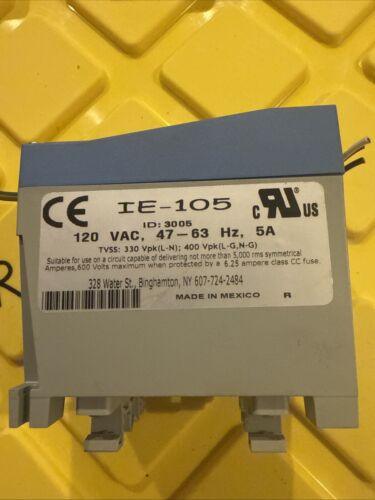 CE IE-105
ID: 3005
C RU US
120 VAC, 47-63 Hz, 5A
TVSS: 330 Vpk(L-N); 400 Vpk(L-G,N-G)
Suitable for use on a circuit capable of delivering not more than 5,000 rms symmetrical
Amperes,600 Volts maximum when protected by a 6.25 ampere class CC fuse.
328 Water St., Binghamton, NY 607-724-2484
MADE IN MEXICO R
R